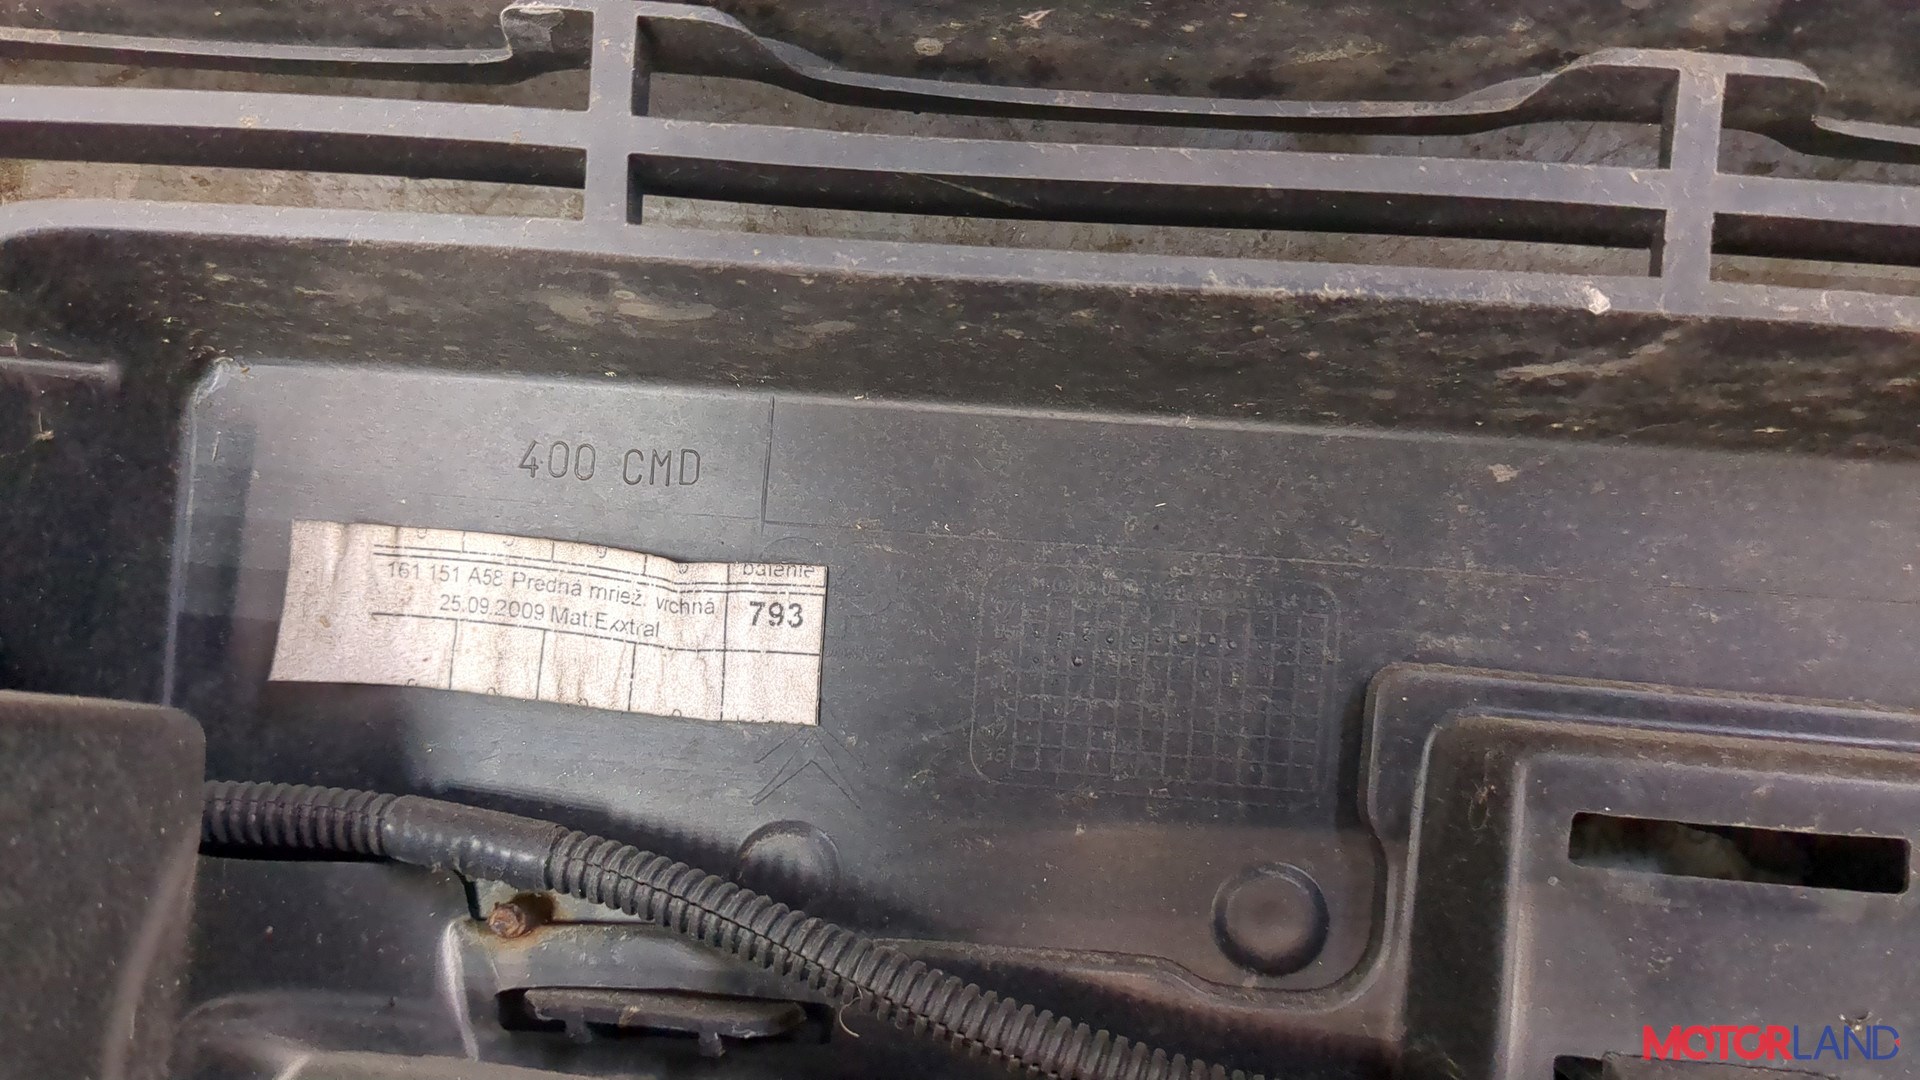 400 CMD
balenie
161 151 A58 Predná mriež. vrchná
793
25.09.2009 Mat:Exxtral
MOTORLAND